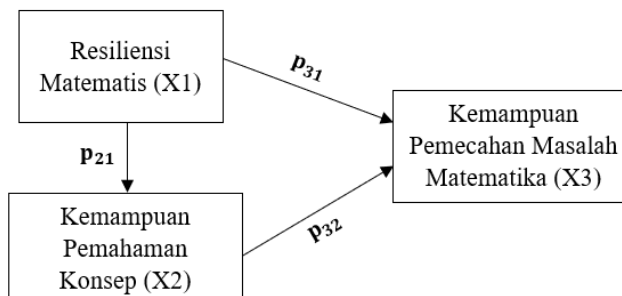 Resiliensi
Matematis (X1)
p31
Kemampuan
Pemecahan Masalah
Matematika (X3)
p21
Kemampuan
Pemahaman
Konsep (X2)
p32